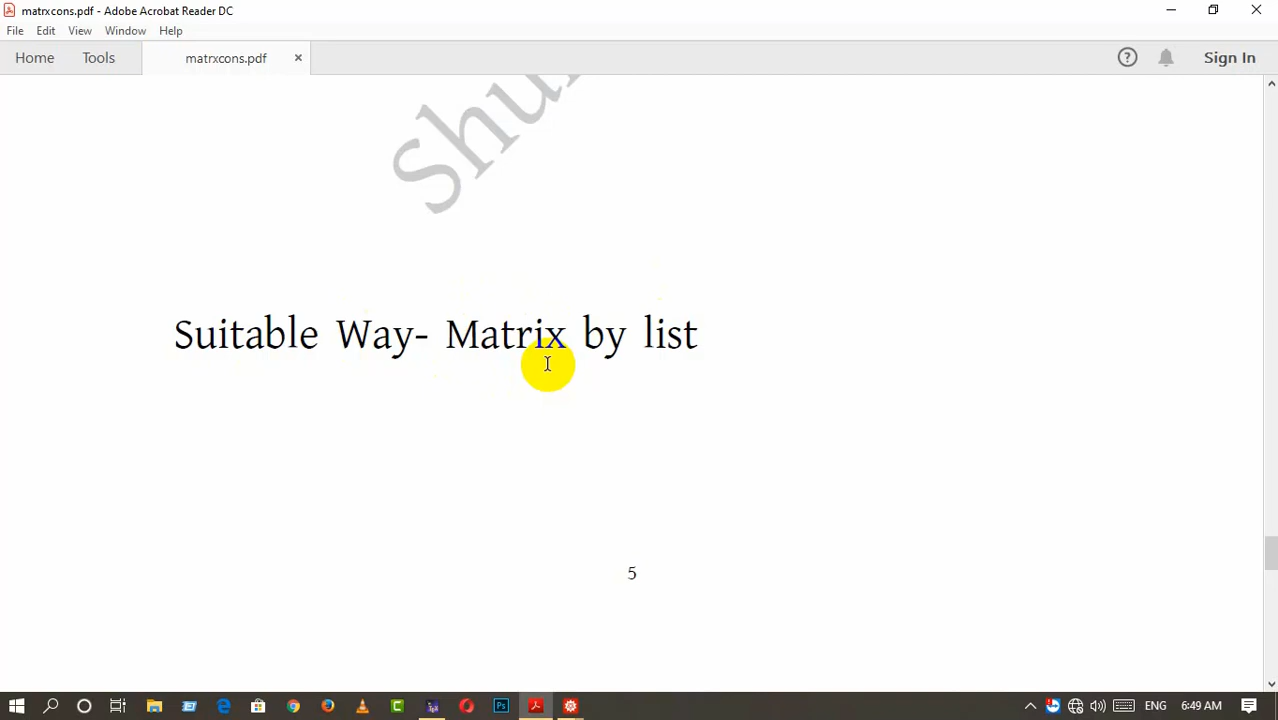 matrxcons.pdf - Adobe Acrobat Reader DC
File Edit View Window Help
Home Tools matrxcons.pdf × ? Sign In
Shu
Suitable Way- Matrix by list
5
ENG 6:49 AM